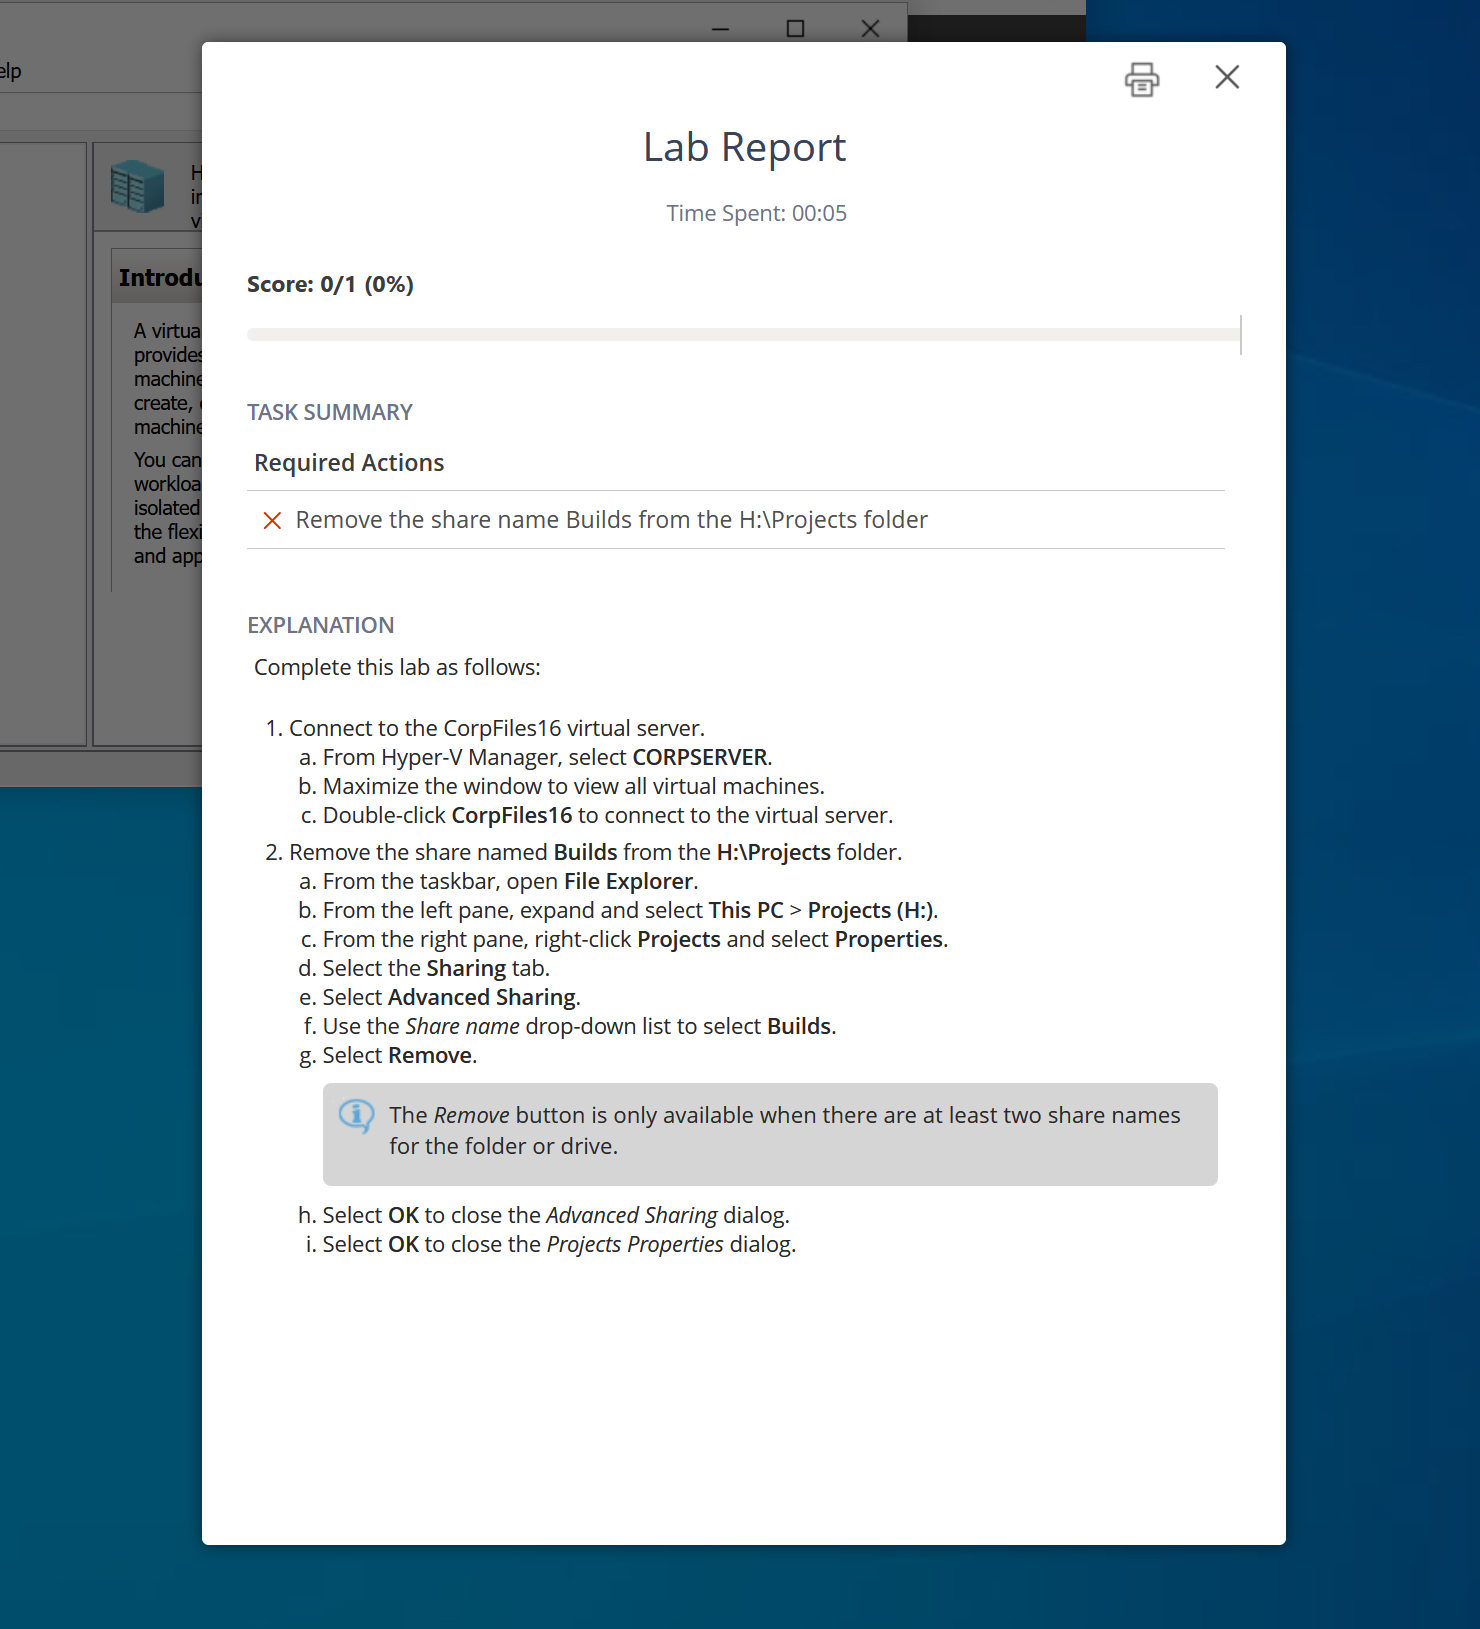 elp
Lab Report
Time Spent: 00:05
Score: 0/1 (0%)
Introdu
A virtua
provides
machine
create,
machine
You can
workloa
isolated
the flexi
and app
TASK SUMMARY
Required Actions
Remove the share name Builds from the H:\Projects folder
EXPLANATION
Complete this lab as follows:
1. Connect to the CorpFiles16 virtual server.
a. From Hyper-V Manager, select CORPSERVER.
b. Maximize the window to view all virtual machines.
c. Double-click CorpFiles16 to connect to the virtual server.
2. Remove the share named Builds from the H:\Projects folder.
a. From the taskbar, open File Explorer.
b. From the left pane, expand and select This PC > Projects (H:).
c. From the right pane, right-click Projects and select Properties.
d. Select the Sharing tab.
e. Select Advanced Sharing.
f. Use the Share name drop-down list to select Builds.
g. Select Remove.
The Remove button is only available when there are at least two share names
for the folder or drive.
h. Select OK to close the Advanced Sharing dialog.
i. Select OK to close the Projects Properties dialog.